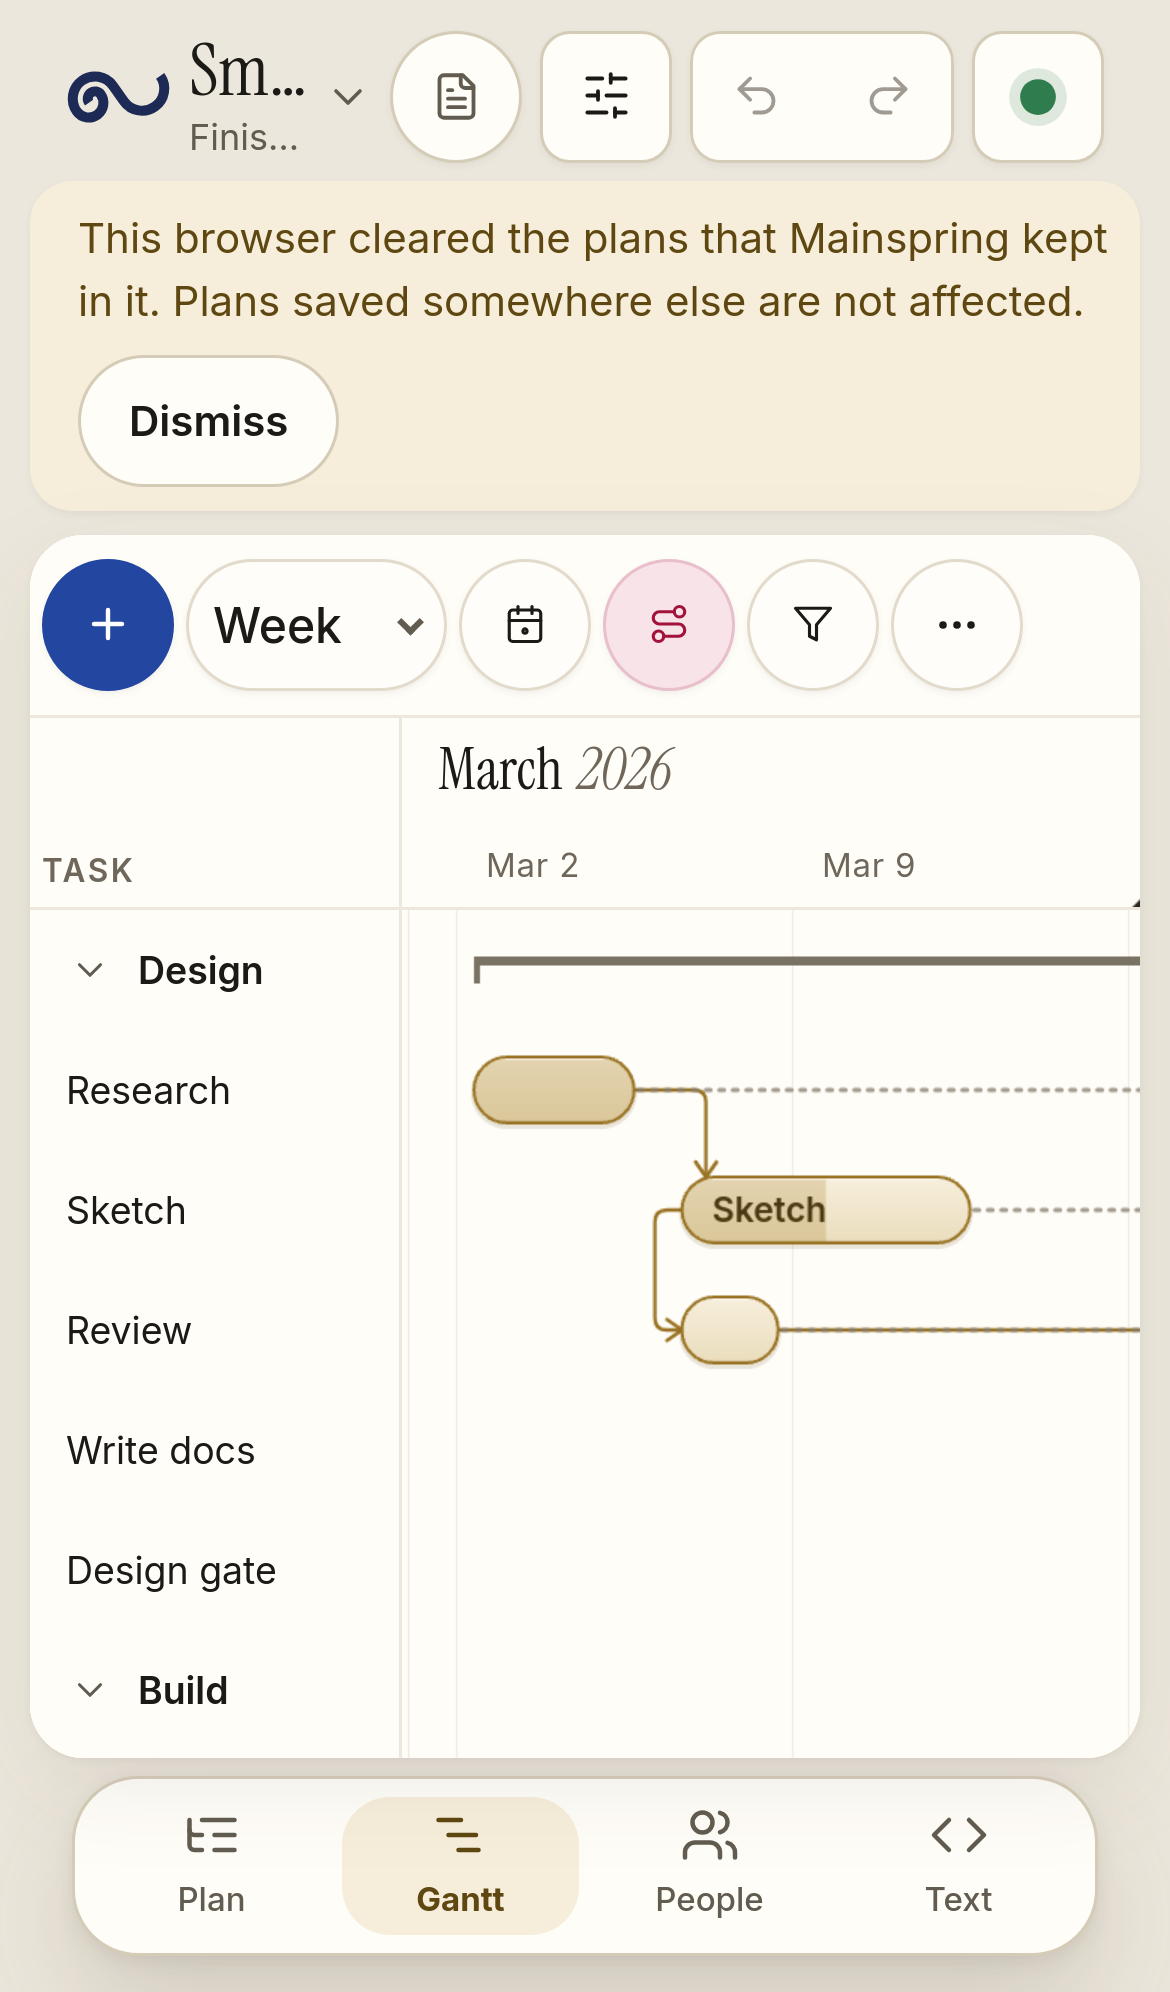 Sm...
Finis...
This browser cleared the plans that Mainspring kept
in it. Plans saved somewhere else are not affected.
Dismiss
Week
March 2026
TASK
Mar 2
Mar 9
Design
Research
Sketch
Sketch
Review
Write docs
Design gate
Build
Plan
Gantt
People
Text